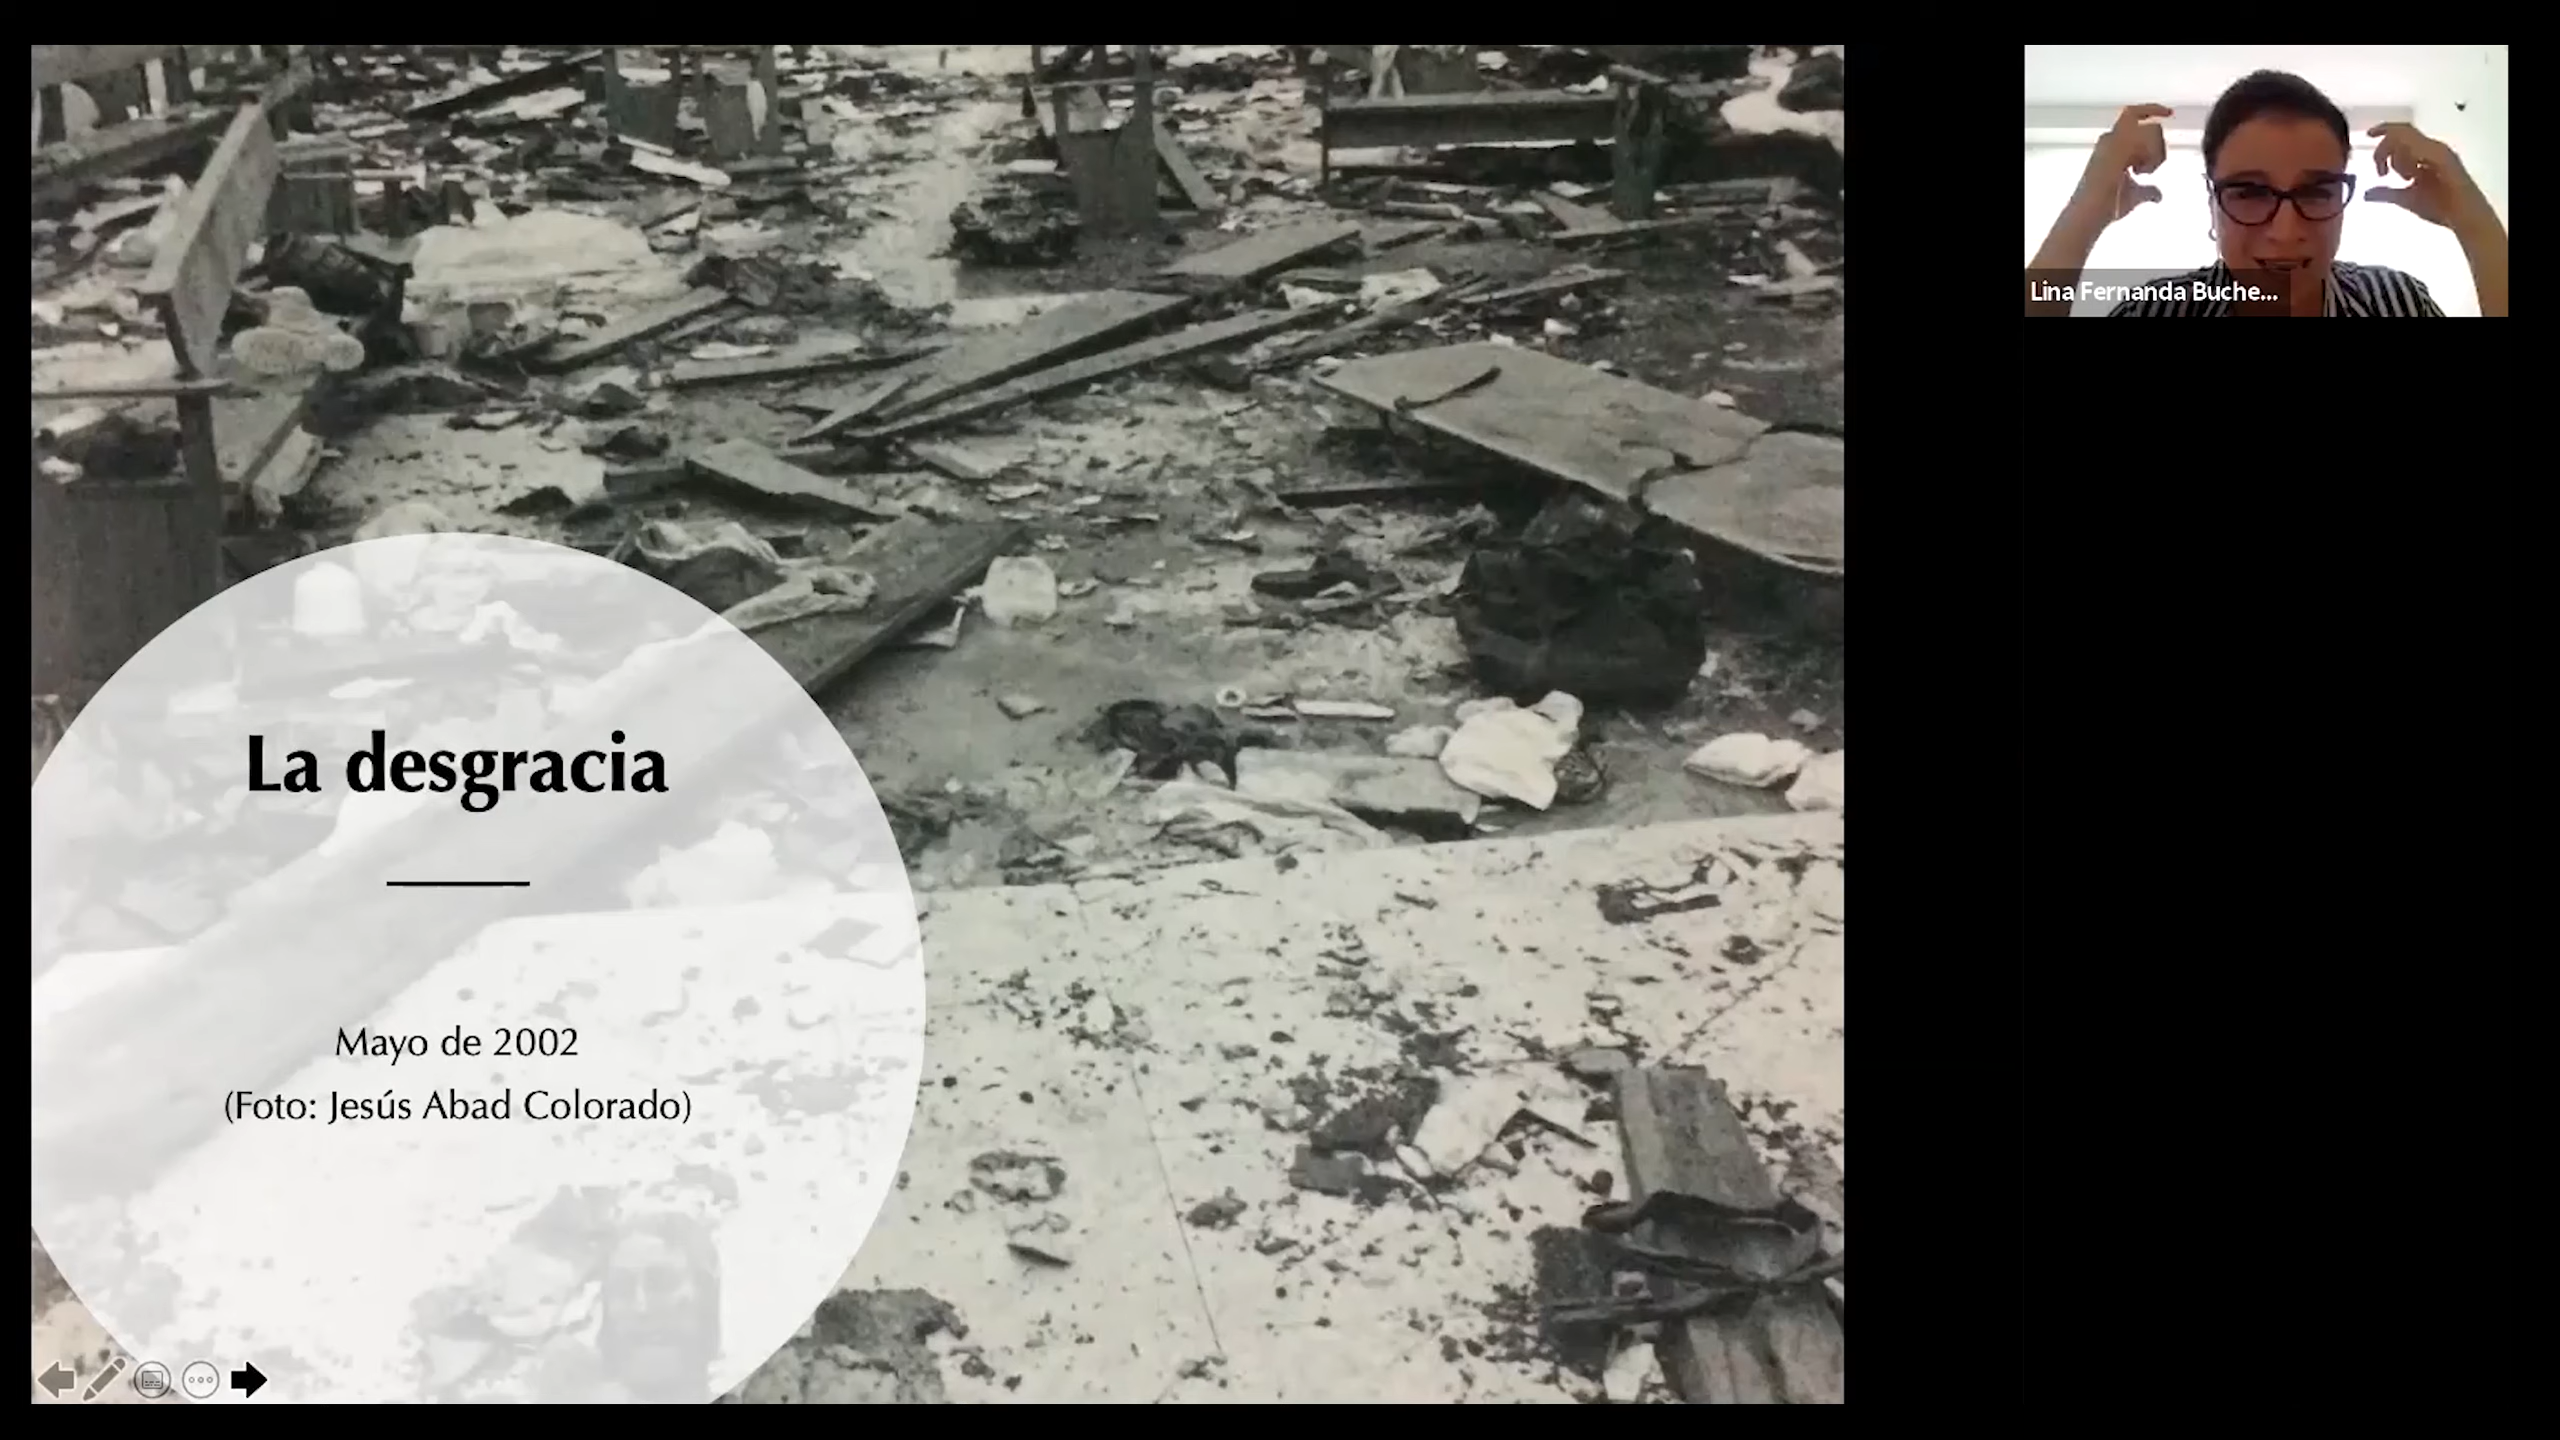 La desgracia
Mayo de 2002
(Foto: Jesús Abad Colorado)
Lina Fernanda Buche...